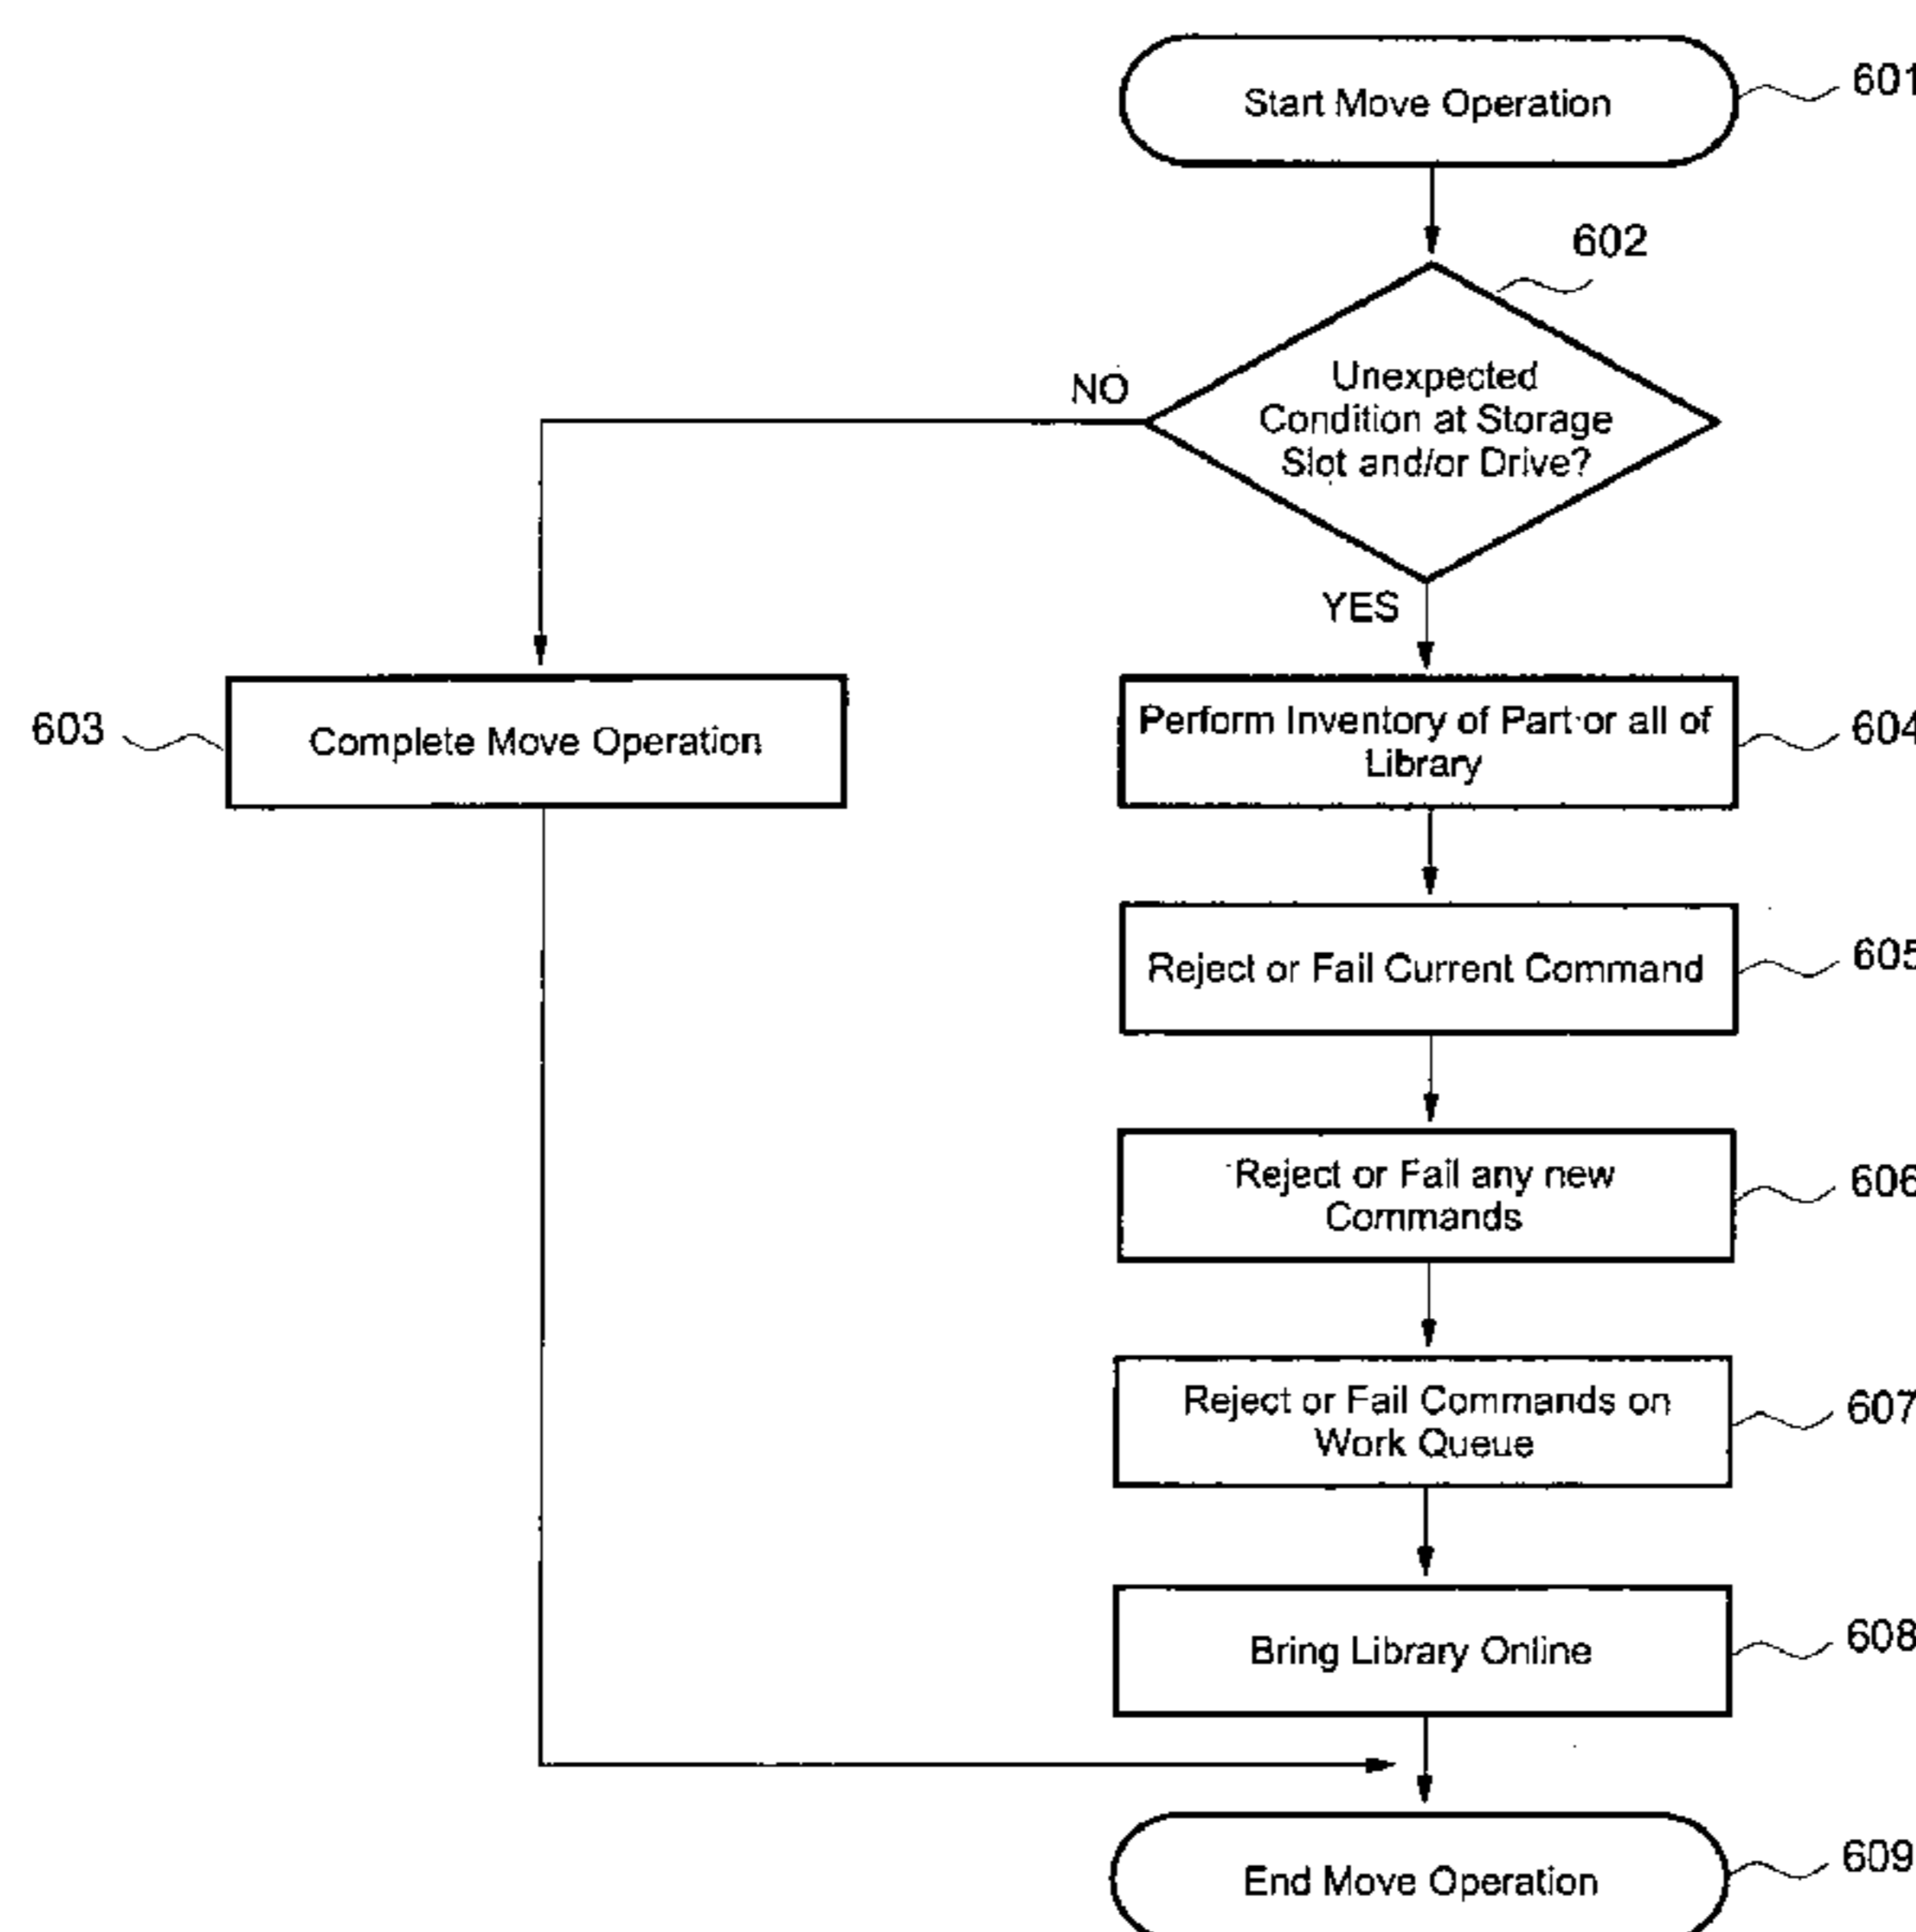 Start Move Operation
601
602
Unexpected
Condition at Storage
Slot and/or Drive?
NO
YES
603
Complete Move Operation
Perform Inventory of Part or all of
Library
604
Reject or Fail Current Command
605
Reject or Fail any new
Commands
606
Reject or Fail Commands on
Work Queue
607
Bring Library Online
608
End Move Operation
609